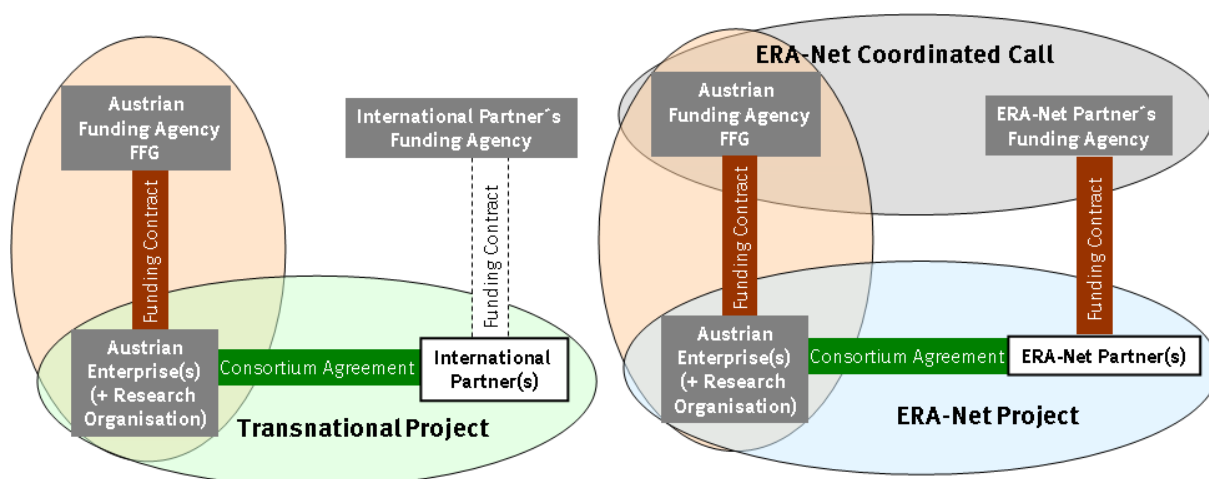 Austrian
Funding Agency
FFG
International Partner´s
Funding Agency
Funding Contract
Funding Contract
Austrian
Enterprise(s)
(+ Research
Organisation)
Consortium Agreement
International
Partner(s)
Transnational Project
ERA-Net Coordinated Call
Austrian
Funding Agency
FFG
ERA-Net Partner´s
Funding Agency
Funding Contract
Funding Contract
Austrian
Enterprise(s)
(+ Research
Organisation)
Consortium Agreement
ERA-Net Partner(s)
ERA-Net Project